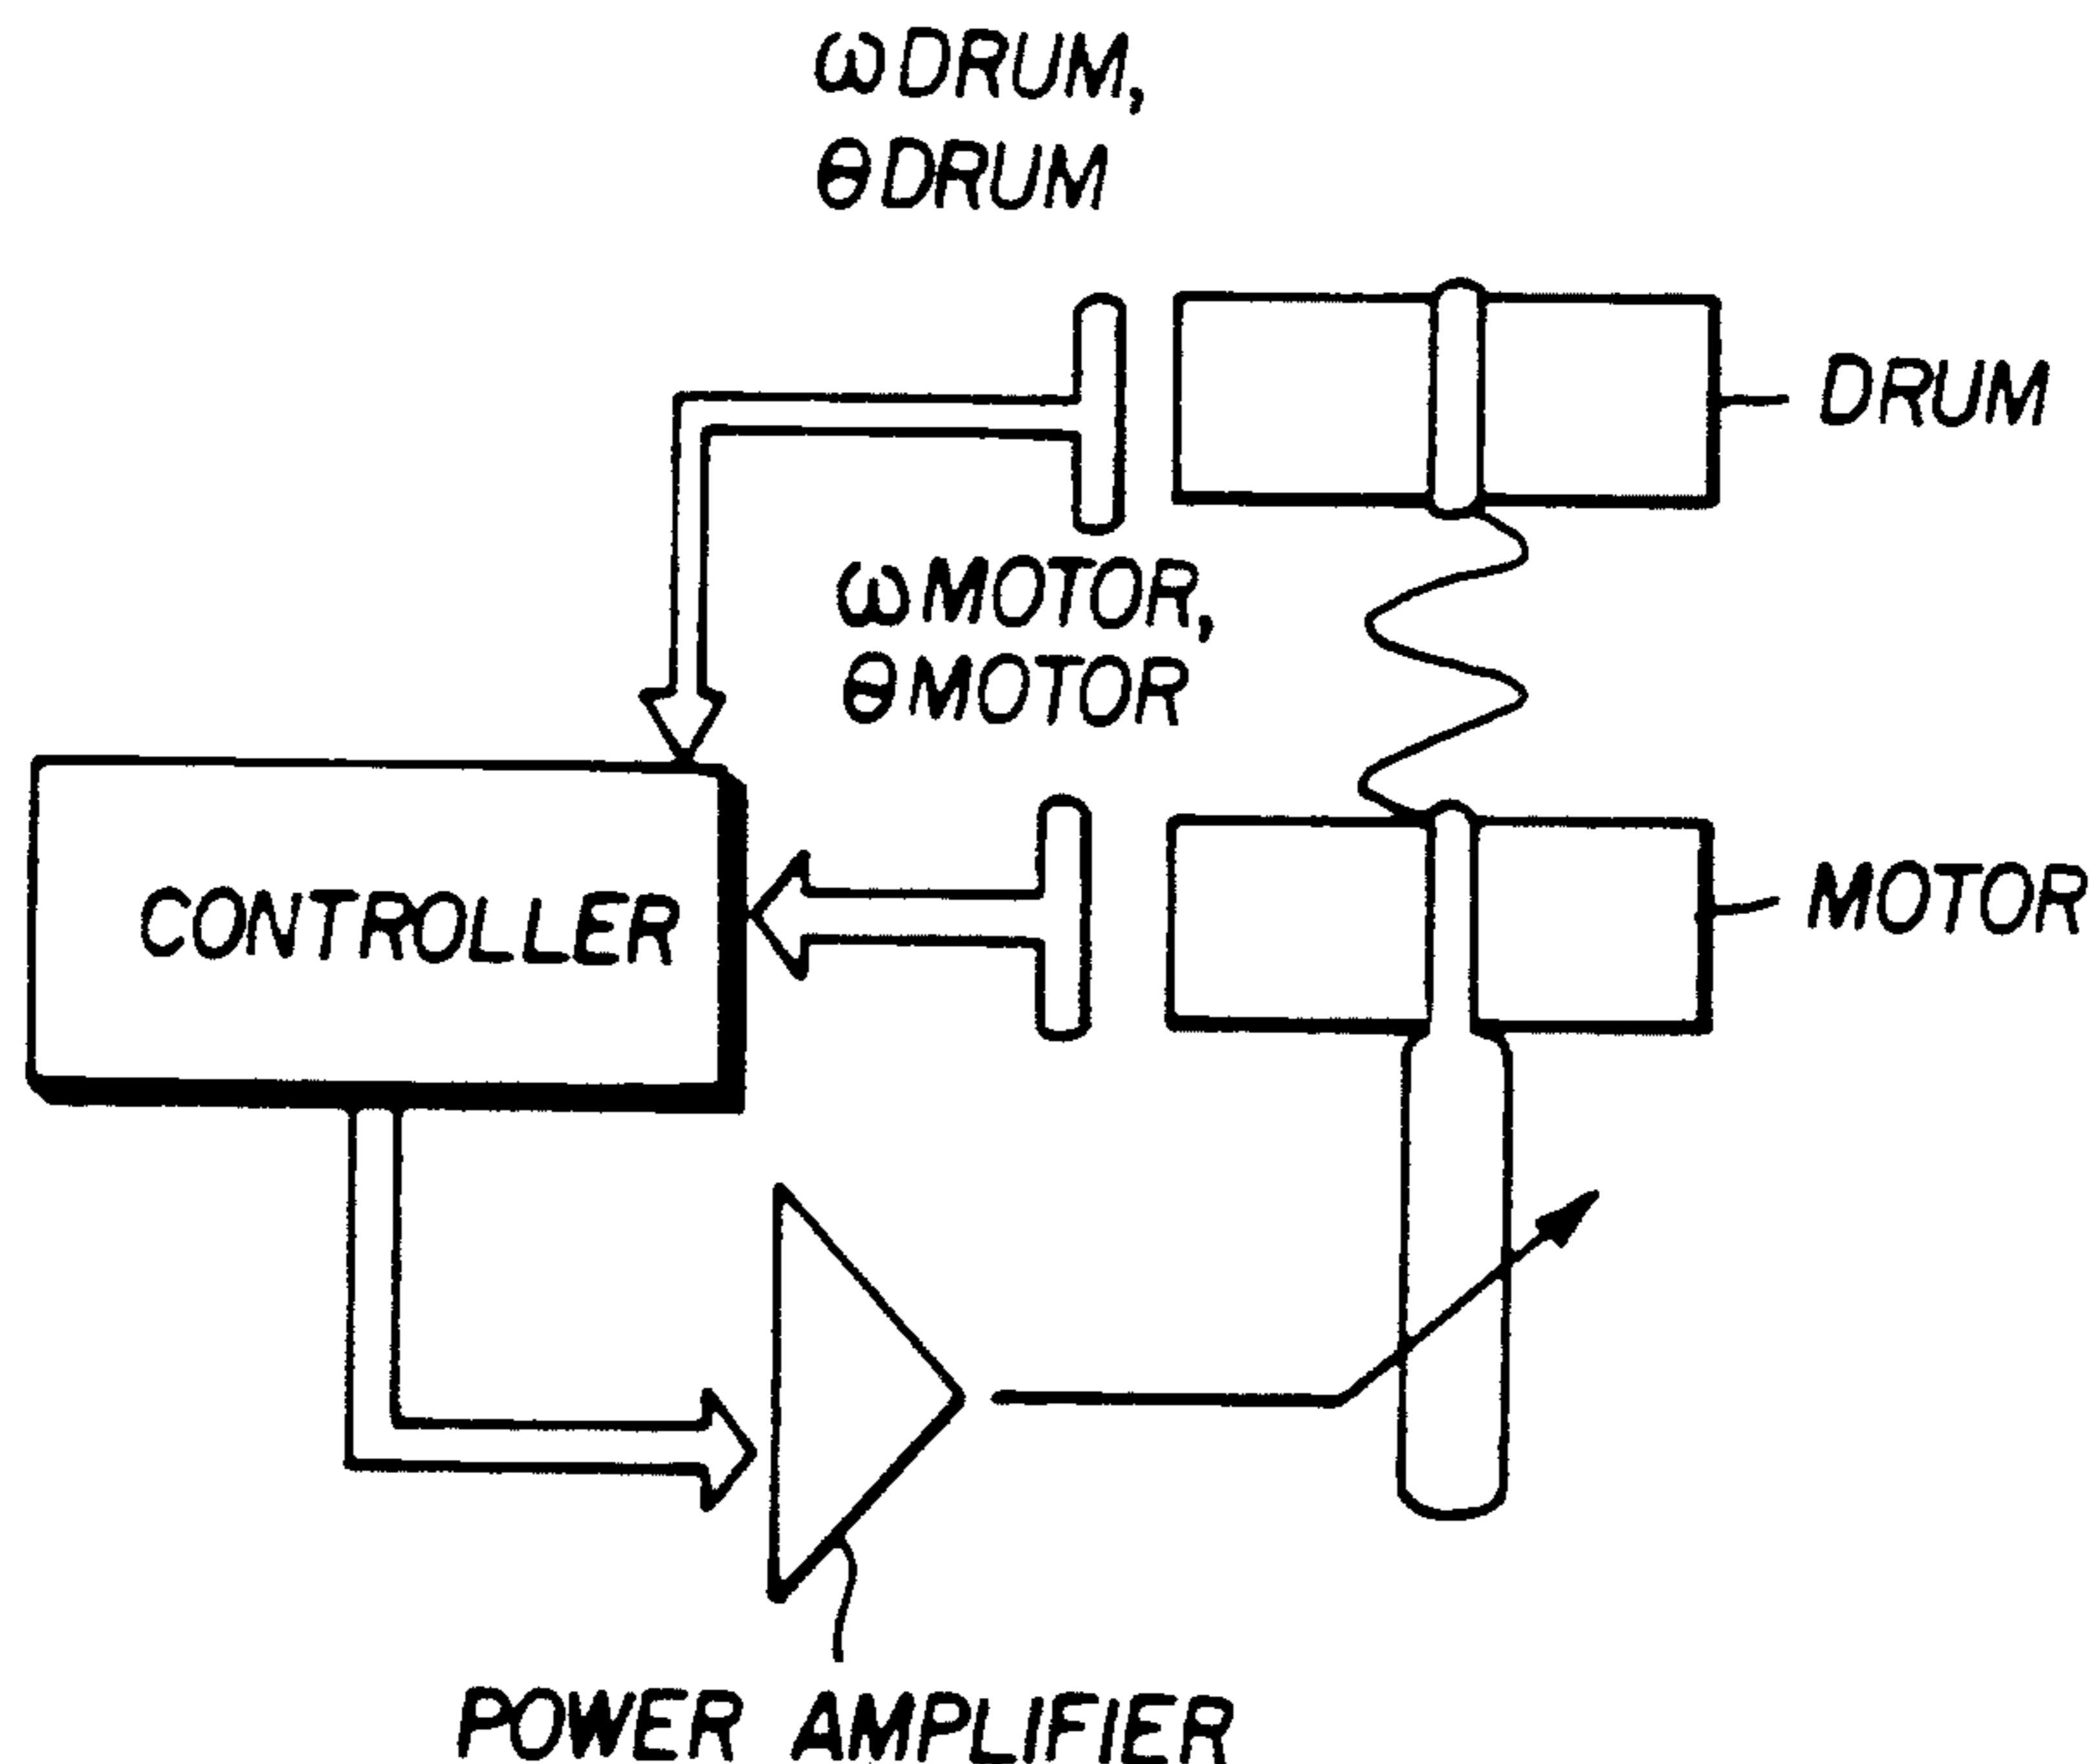 ωDRUM,
θDRUM
DRUM
ωMOTOR,
θMOTOR
CONTROLLER
MOTOR
POWER AMPLIFIER